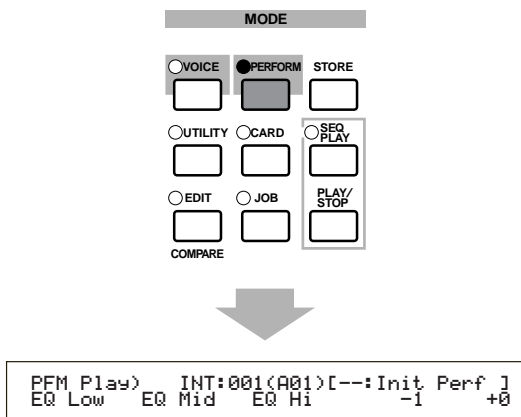 MODE
VOICE PERFORM STORE
UTILITY CARD SEQ PLAY
EDIT JOB PLAY/STOP
COMPARE
PFM Play) INT:001(A01)[--:Init Perf ]
EQ Low EQ Mid EQ Hi -1 +0